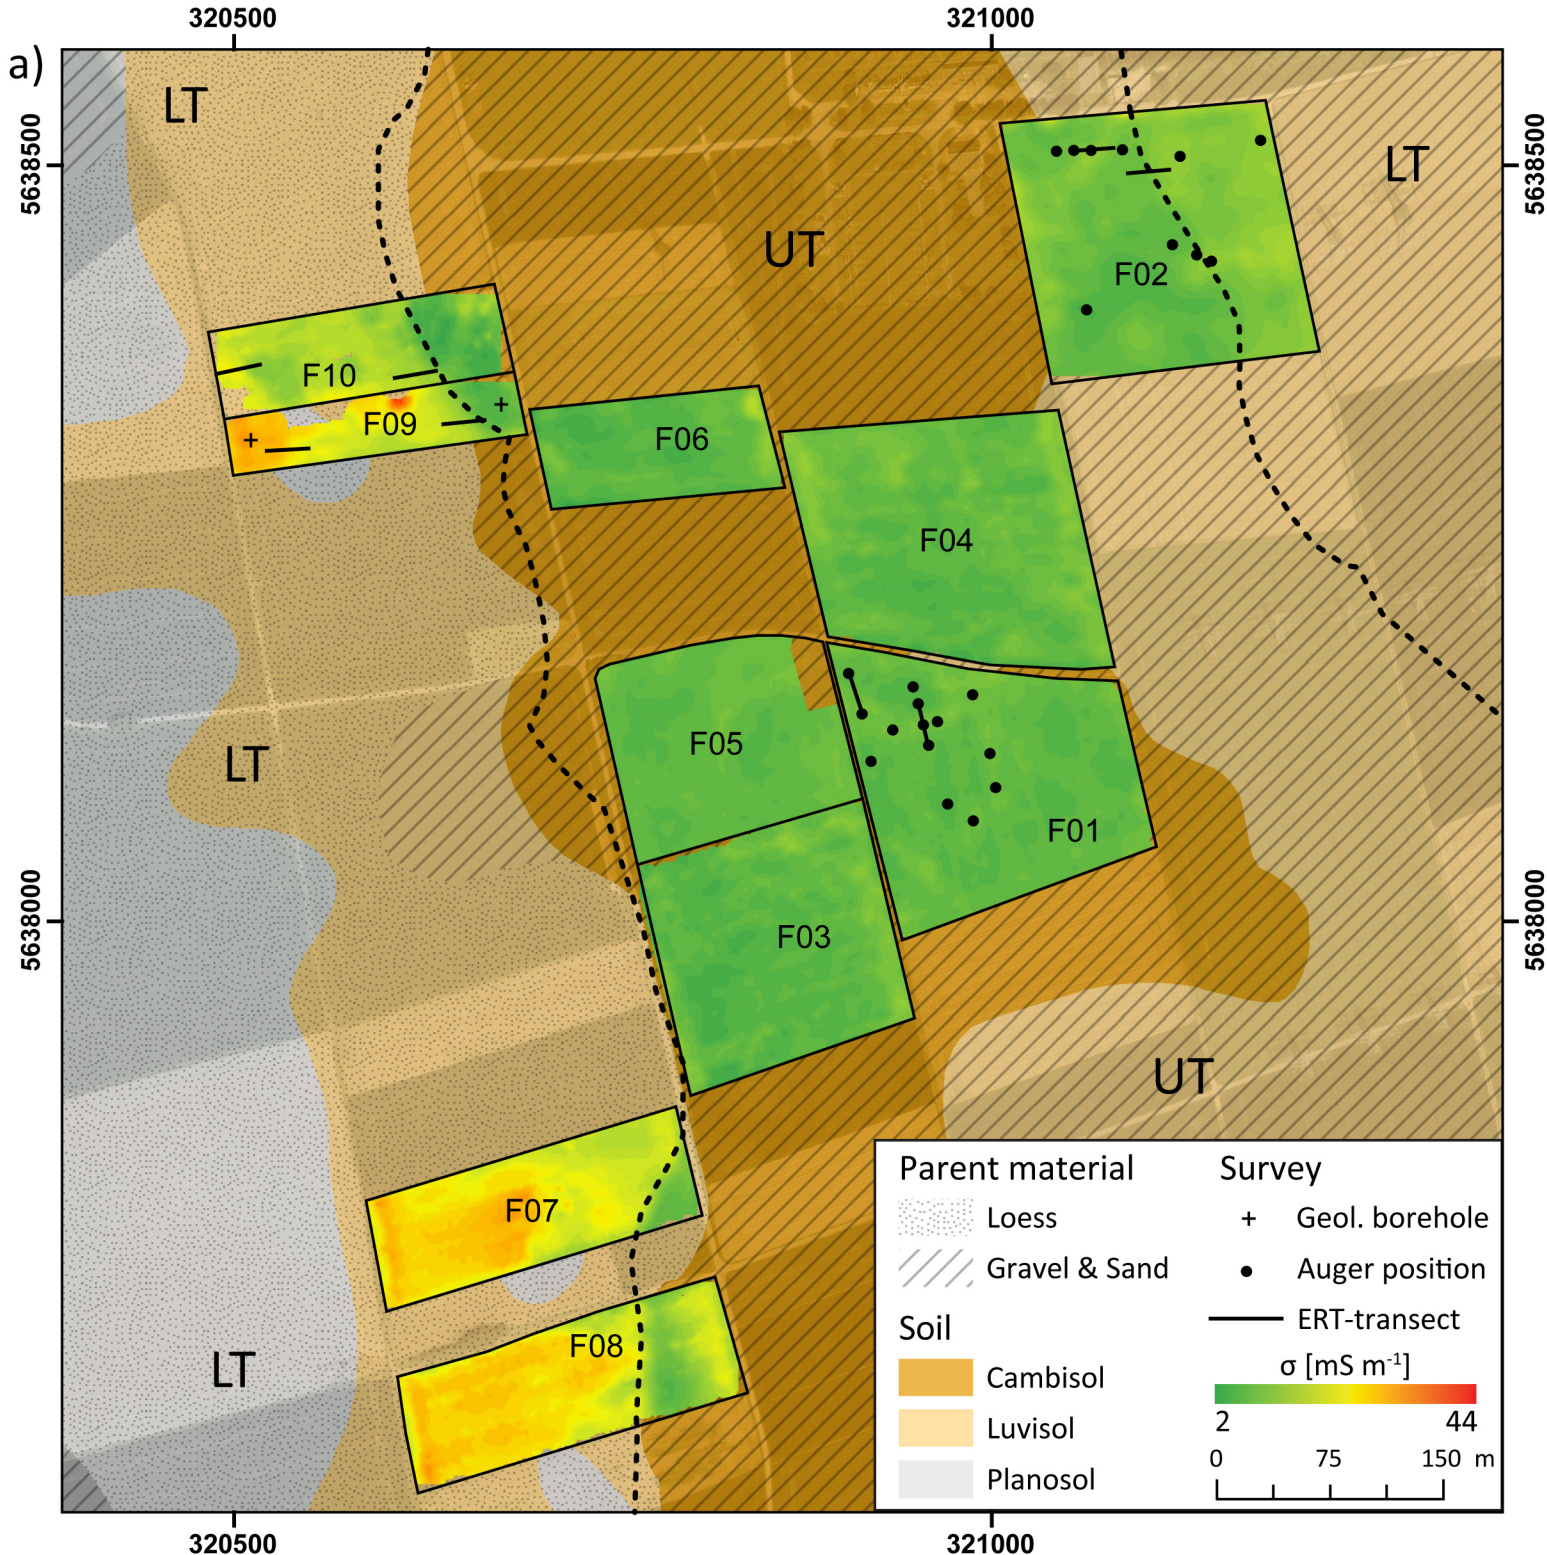 320500 321000
a)
LT
5638500 5638500
LT
UT
F02
F10
F09
F06
F04
LT
F05
F01
5638000 5638000
F03
UT
F07
F08
LT
Parent material
Loess
Gravel & Sand
Soil
Cambisol
Luvisol
Planosol
Survey
Geol. borehole
Auger position
ERT-transect
σ [mS m⁻¹]
2 44
0 75 150 m
320500 321000